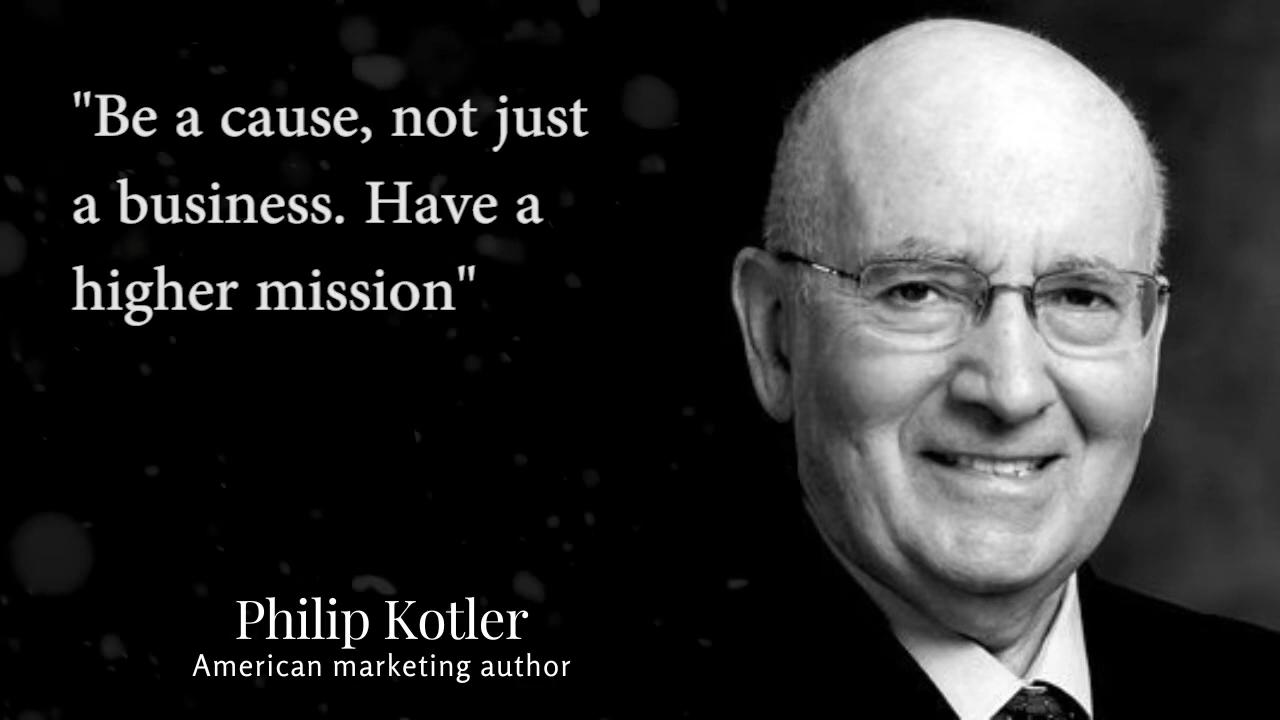 "Be a cause, not just
a business. Have a
higher mission"
Philip Kotler
American marketing author